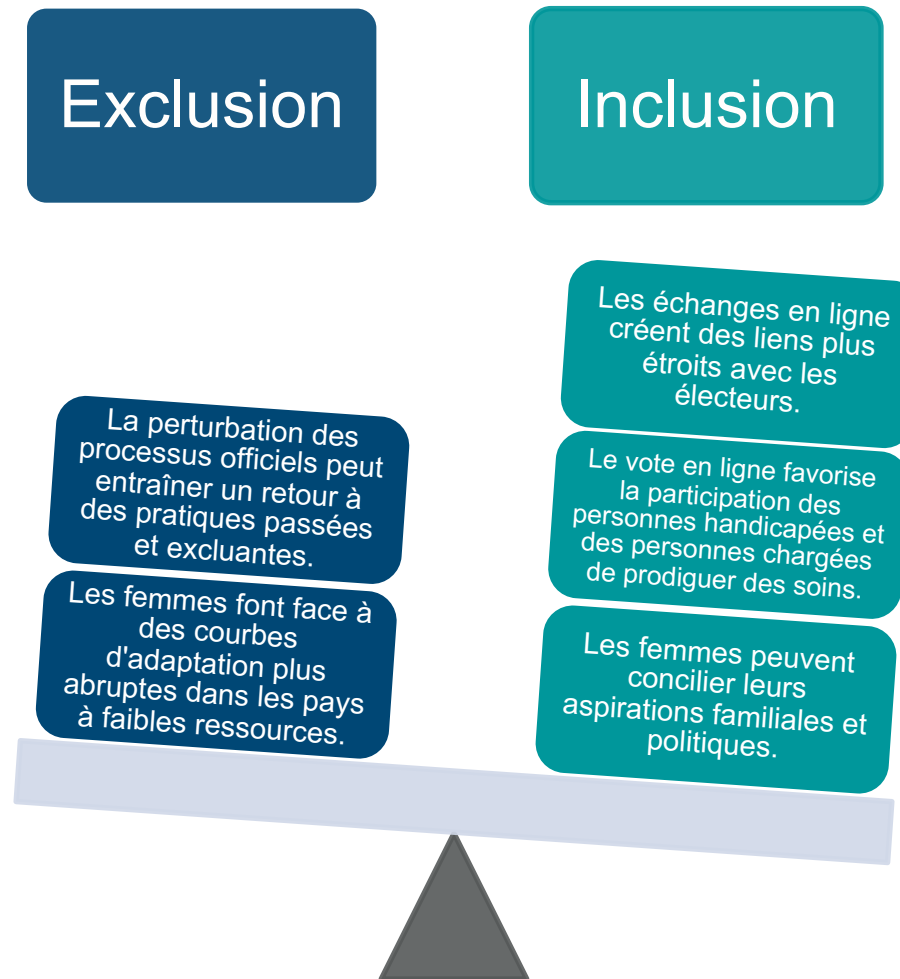 Exclusion
Inclusion
La perturbation des
processus officiels peut
entraîner un retour à
des pratiques passées
et excluantes.
Les femmes font face à
des courbes
d'adaptation plus
abruptes dans les pays
à faibles ressources.
Les échanges en ligne
créent des liens plus
étroits avec les
électeurs.
Le vote en ligne favorise
la participation des
personnes handicapées et
des personnes chargées
de prodiguer des soins.
Les femmes peuvent
concilier leurs
aspirations familiales et
politiques.